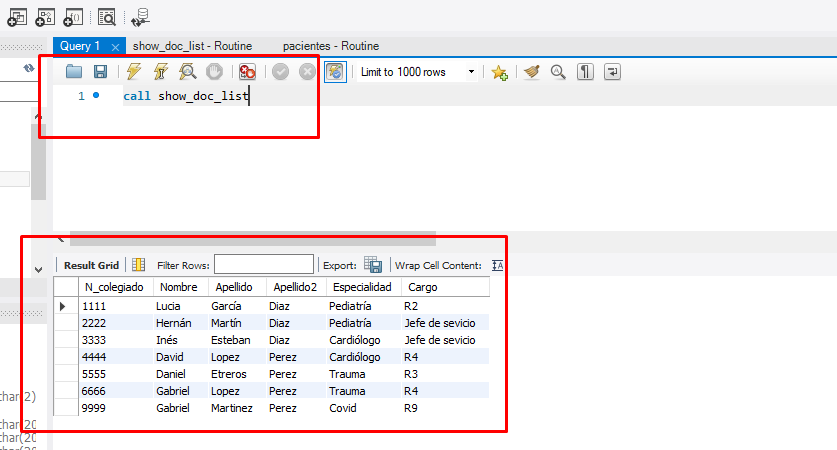 Query 1 show_doc_list - Routine pacientes - Routine
Limit to 1000 rows
1 call show_doc_list
Result Grid Filter Rows: Export: Wrap Cell Content:
N_colegiado Nombre Apellido Apellido2 Especialidad Cargo
1111 Lucia García Diaz Pediatría R2
2222 Hernán Martín Diaz Pediatría Jefe de sevicio
3333 Inés Esteban Diaz Cardiólogo Jefe de sevicio
4444 David Lopez Perez Cardiólogo R4
5555 Daniel Etreros Perez Trauma R3
6666 Gabriel Lopez Perez Trauma R4
9999 Gabriel Martinez Perez Covid R9
char(2)
char(20
char(20
char(20